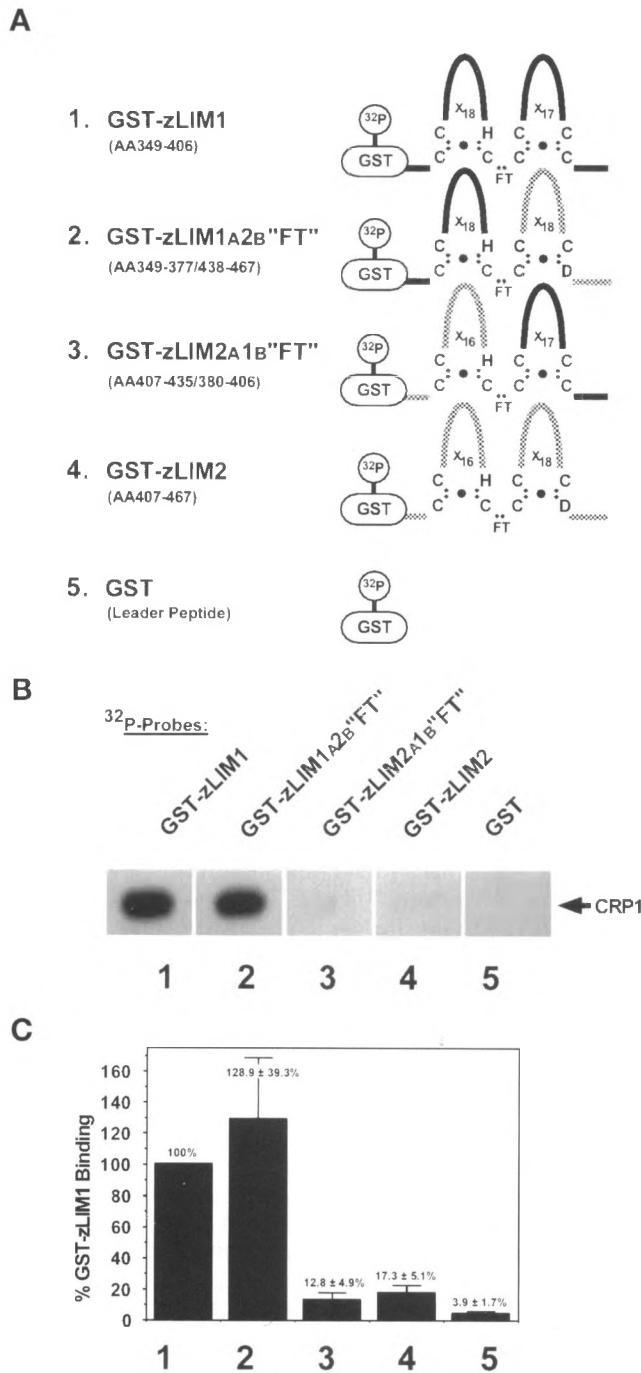 A
1. GST-zLIM1
(AA349-406)
32P
GST
X18
X17
C H C C
C C C C
FT
2. GST-zLIM1A2B"FT"
(AA349-377/438-467)
32P
GST
X18
X18
C H C C
C C C D
FT
3. GST-zLIM2A1B"FT"
(AA407-435/380-406)
32P
GST
X16
X17
C H C C
C C C C
FT
4. GST-zLIM2
(AA407-467)
32P
GST
X16
X18
C H C C
C C C D
FT
5. GST
(Leader Peptide)
32P
GST
B
32P-Probes:
GST-zLIM1
GST-zLIM1A2B"FT"
GST-zLIM2A1B"FT"
GST-zLIM2
GST
CRP1
1 2 3 4 5
C
% GST-zLIM1 Binding
160
140
120
100
80
60
40
20
0
100%
128.9 ± 39.3%
12.8 ± 4.9%
17.3 ± 5.1%
3.9 ± 1.7%
1 2 3 4 5